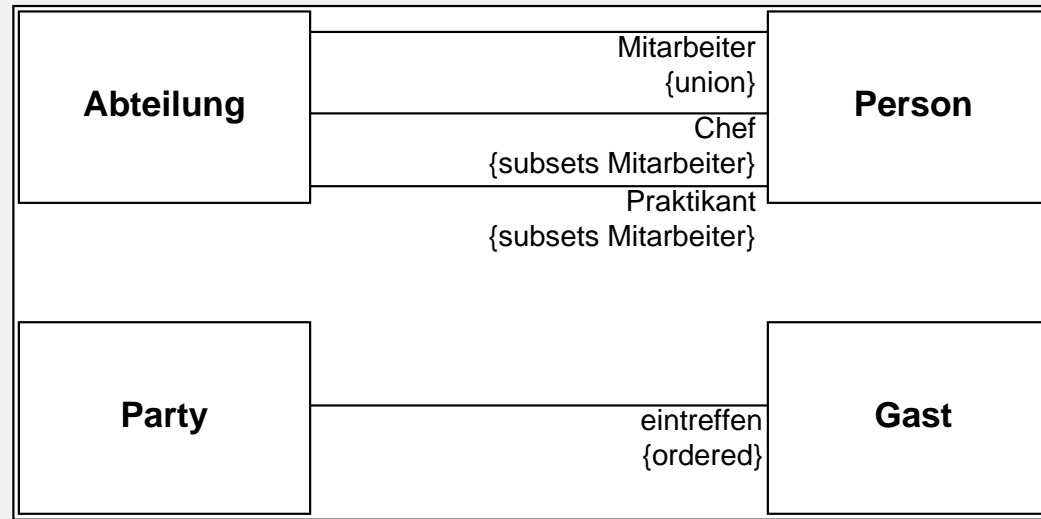 Abteilung
Mitarbeiter
{union}
Chef
{subsets Mitarbeiter}
Praktikant
{subsets Mitarbeiter}
Person
Party
eintreffen
{ordered}
Gast